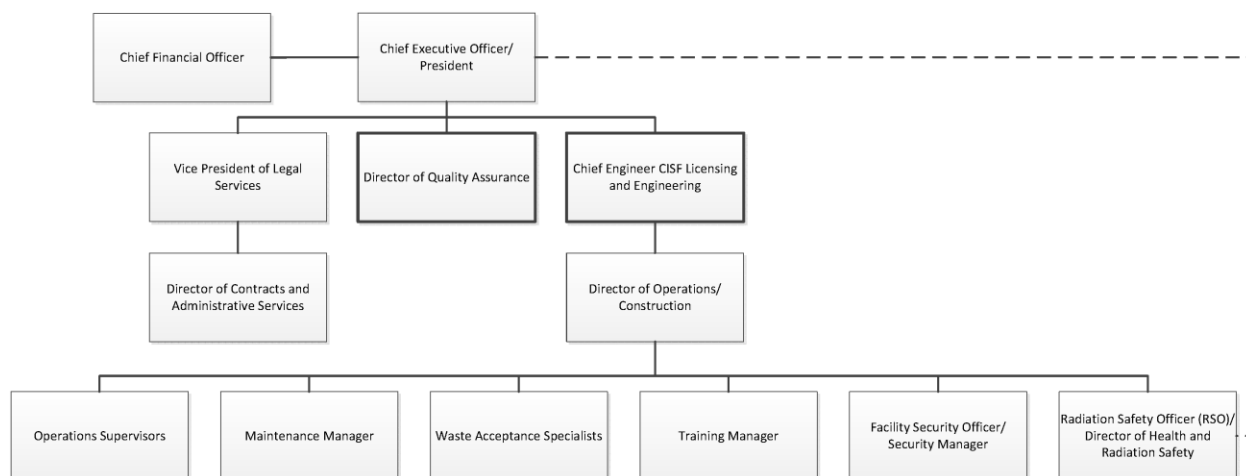 Chief Financial Officer
Chief Executive Officer/
President
Vice President of Legal
Services
Director of Quality Assurance
Chief Engineer CISF Licensing
and Engineering
Director of Contracts and
Administrative Services
Director of Operations/
Construction
Operations Supervisors
Maintenance Manager
Waste Acceptance Specialists
Training Manager
Facility Security Officer/
Security Manager
Radiation Safety Officer (RSO)/
Director of Health and
Radiation Safety